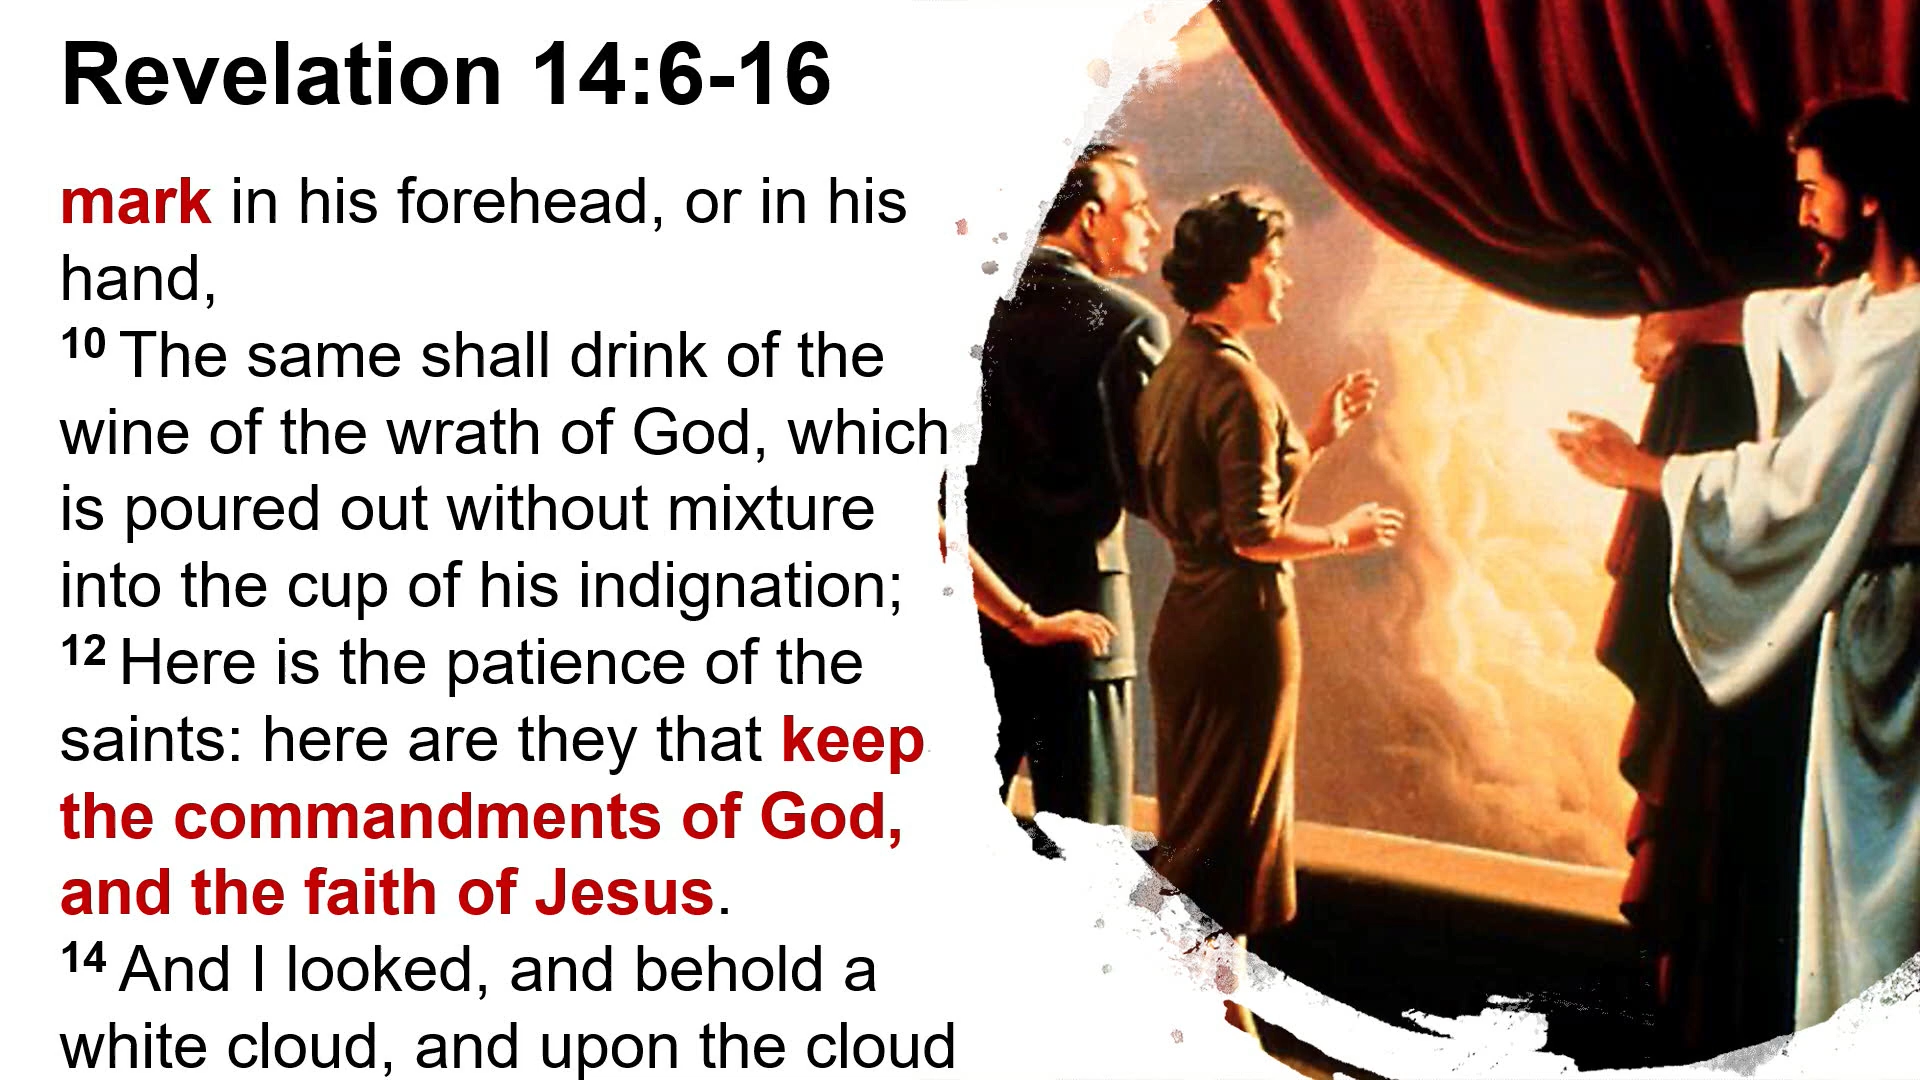 Revelation 14:6-16
mark in his forehead, or in his
hand,
10 The same shall drink of the
wine of the wrath of God, which
is poured out without mixture
into the cup of his indignation;
12 Here is the patience of the
saints: here are they that keep
the commandments of God,
and the faith of Jesus.
14 And I looked, and behold a
white cloud, and upon the cloud